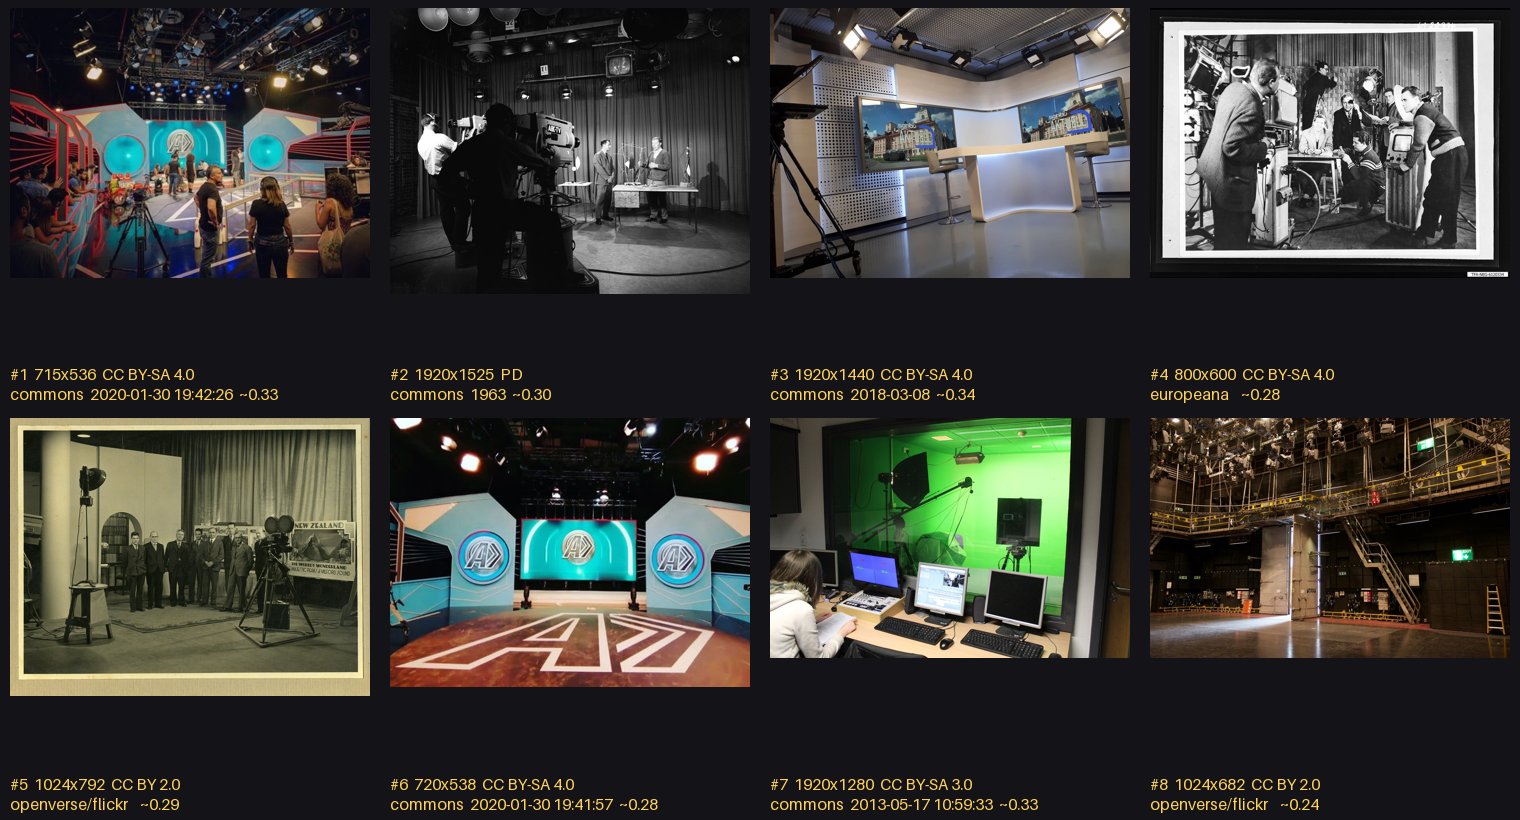 ABC-TV
TFR-NEG-6120334
#1 715x536 CC BY-SA 4.0
commons 2020-01-30 19:42:26 ~0.33
#2 1920x1525 PD
commons 1963 ~0.30
#3 1920x1440 CC BY-SA 4.0
commons 2018-03-08 ~0.34
#4 800x600 CC BY-SA 4.0
europeana ~0.28
NEW ZEALAND
#5 1024x792 CC BY 2.0
openverse/flickr ~0.29
#6 720x538 CC BY-SA 4.0
commons 2020-01-30 19:41:57 ~0.28
#7 1920x1280 CC BY-SA 3.0
commons 2013-05-17 10:59:33 ~0.33
#8 1024x682 CC BY 2.0
openverse/flickr ~0.24